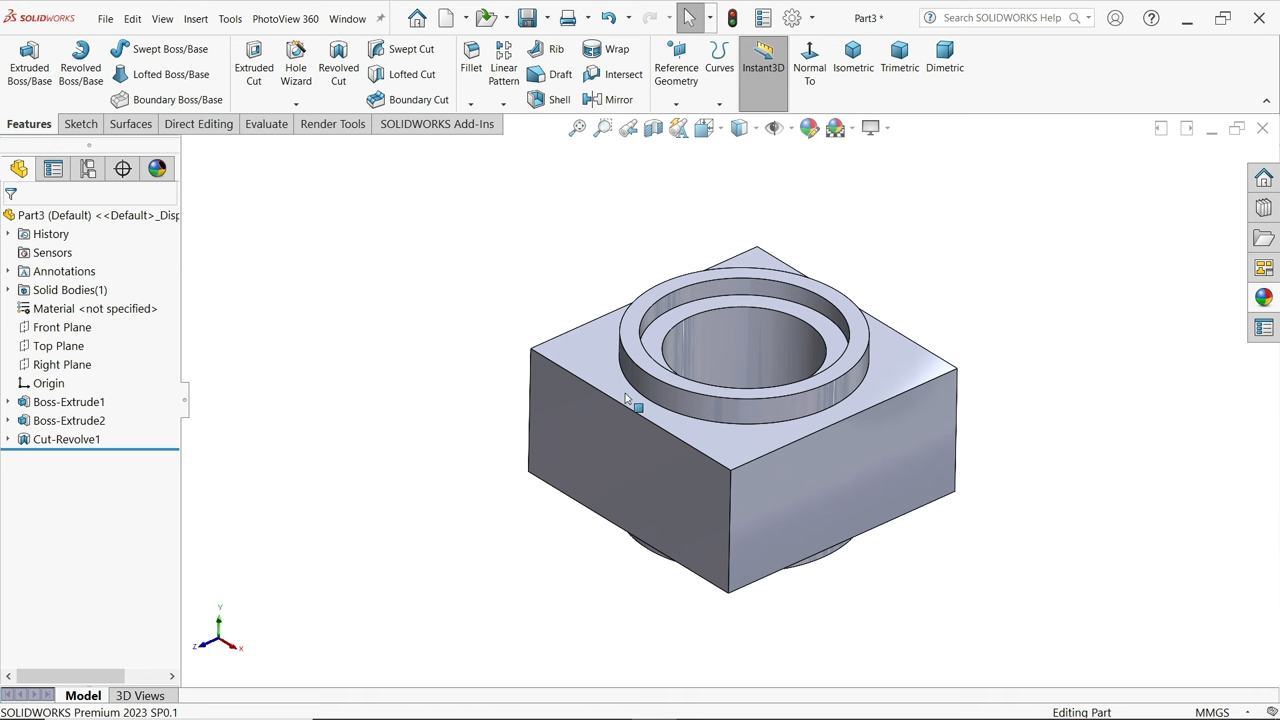 SOLIDWORKS File Edit View Insert Tools PhotoView 360 Window Part3 * Search SOLIDWORKS Help
Extruded Boss/Base
Revolved Boss/Base
Swept Boss/Base
Lofted Boss/Base
Boundary Boss/Base
Extruded Cut
Hole Wizard
Revolved Cut
Swept Cut
Lofted Cut
Boundary Cut
Fillet
Linear Pattern
Rib
Draft
Shell
Wrap
Intersect
Mirror
Reference Geometry
Curves
Instant3D
Normal To
Isometric
Trimetric
Dimetric
Features Sketch Surfaces Direct Editing Evaluate Render Tools SOLIDWORKS Add-Ins
Part3 (Default) <<Default>_Disp
History
Sensors
Annotations
Solid Bodies(1)
Material <not specified>
Front Plane
Top Plane
Right Plane
Origin
Boss-Extrude1
Boss-Extrude2
Cut-Revolve1
Y
Z
X
Model 3D Views
SOLIDWORKS Premium 2023 SP0.1 Editing Part MMGS